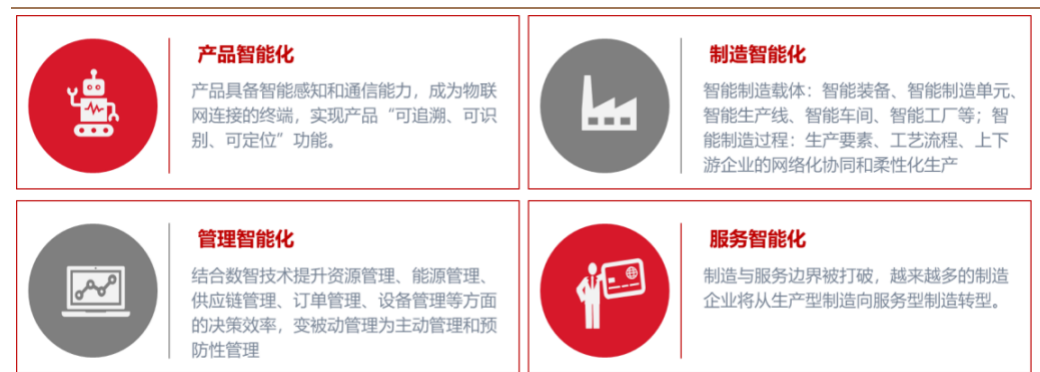 产品智能化
产品具备智能感知和通信能力，成为物联
网连接的终端，实现产品“可追溯、可识
别、可定位”功能。
制造智能化
智能制造载体：智能装备、智能制造单元、
智能生产线、智能车间、智能工厂等；智
能制造过程：生产要素、工艺流程、上下
游企业的网络化协同和柔性化生产
管理智能化
结合数智技术提升资源管理、能源管理、
供应链管理、订单管理、设备管理等方面
的决策效率，变被动管理为主动管理和预
防性管理
服务智能化
制造与服务边界被打破，越来越多的制造
企业将从生产型制造向服务型制造转型。